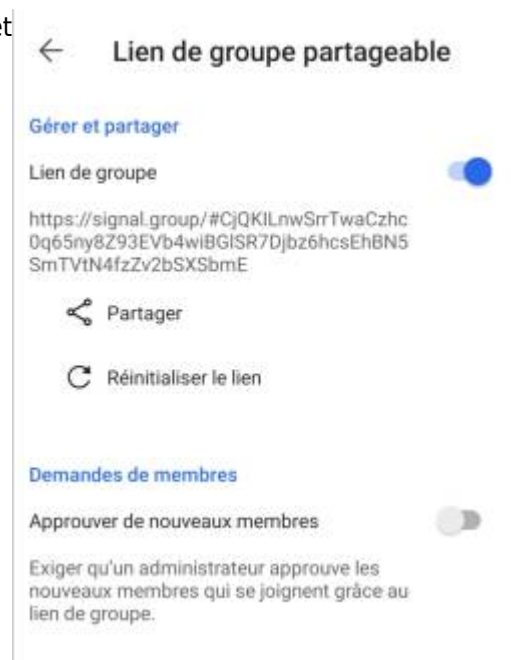 et
Lien de groupe partageable
Gérer et partager
Lien de groupe
https://signal.group/#CjQKILnwSrrTwaCzhc
0q65ny8Z93EVb4wiBGlSR7Djbz6hcsEhBN5
SmTVtN4fzZv2bSXSbmE
Partager
Réinitialiser le lien
Demandes de membres
Approuver de nouveaux membres
Exiger qu'un administrateur approuve les
nouveaux membres qui se joignent grâce au
lien de groupe.